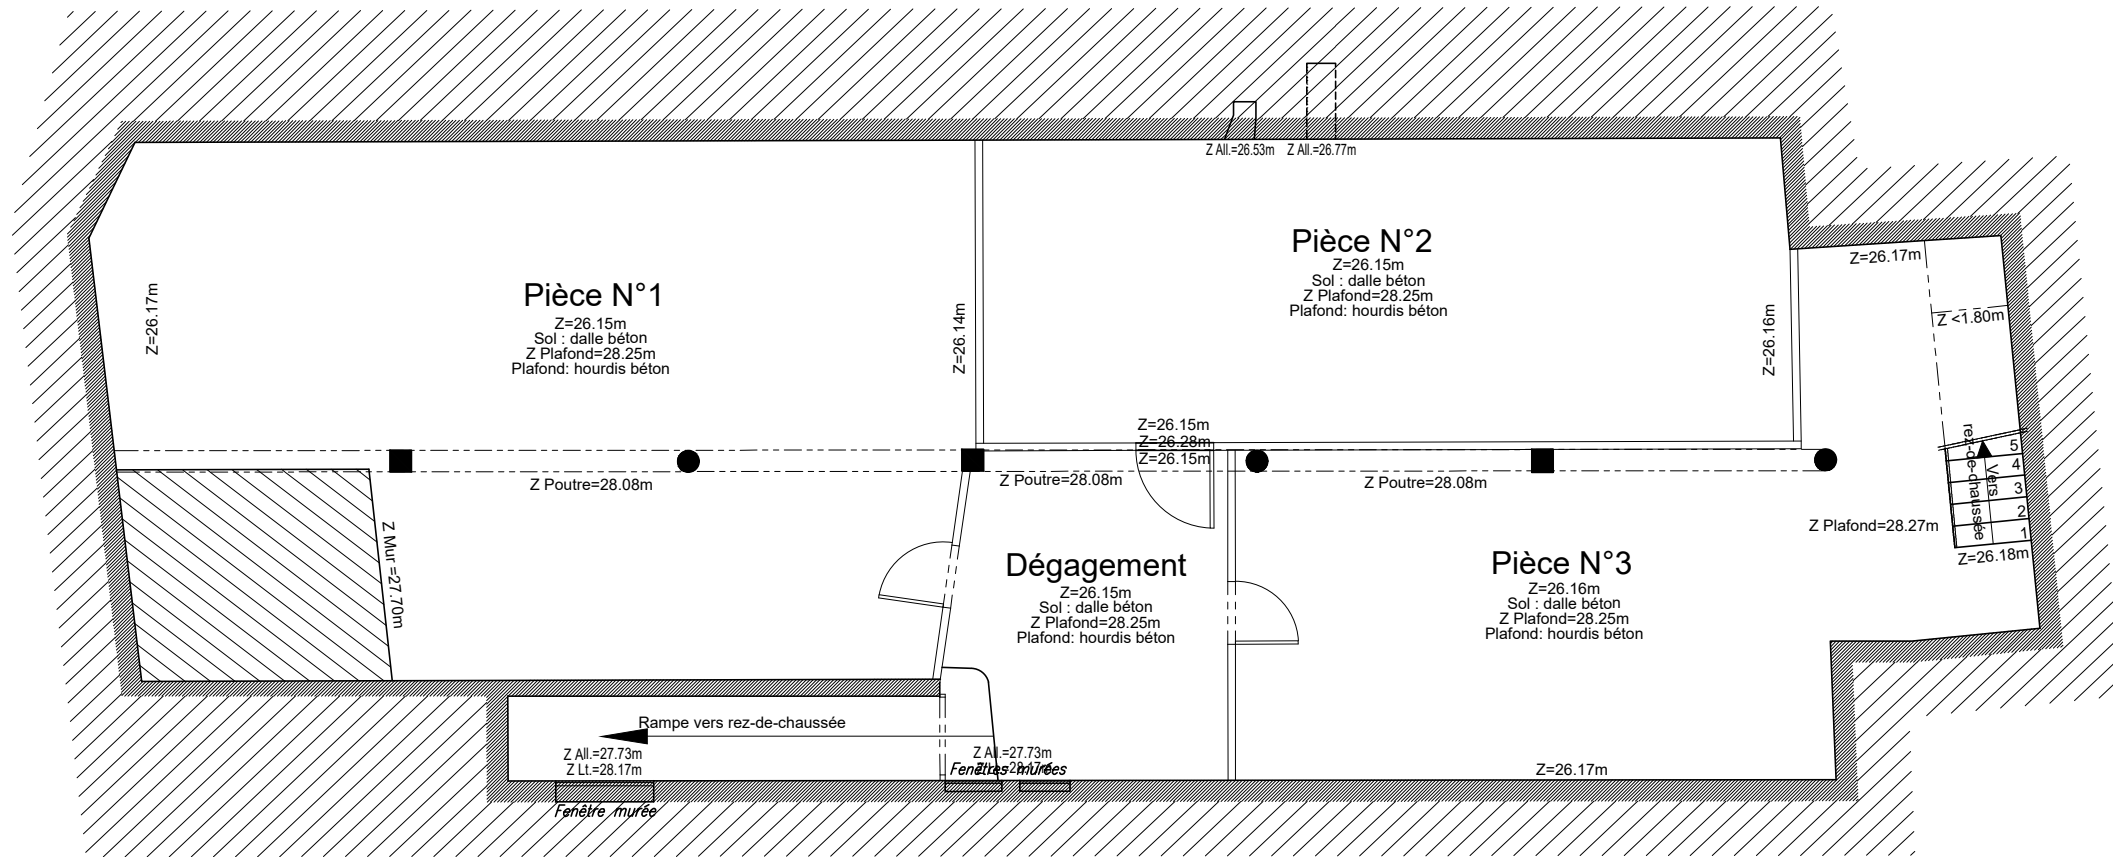 Z All.=26.53m
Z All.=26.77m
Pièce N°2
Z=26.15m
Sol : dalle béton
Z Plafond=28.25m
Plafond: hourdis béton
Z=26.17m
Z <1.80m
Z=26.16m
Pièce N°1
Z=26.15m
Sol : dalle béton
Z Plafond=28.25m
Plafond: hourdis béton
Z=26.17m
Z=26.14m
Z=26.15m
Z=26.28m
Z=26.15m
Z Poutre=28.08m
Z Poutre=28.08m
Z Poutre=28.08m
Vers
rez-de-chaussée
5
4
3
2
1
Z=26.18m
Z Plafond=28.27m
Z Mur =27.70m
Dégagement
Z=26.15m
Sol : dalle béton
Z Plafond=28.25m
Plafond: hourdis béton
Pièce N°3
Z=26.16m
Sol : dalle béton
Z Plafond=28.25m
Plafond: hourdis béton
Rampe vers rez-de-chaussée
Z All.=27.73m
Z Lt.=28.17m
Fenêtre murée
Z All.=27.73m
Fenêtres murées
Z=26.17m